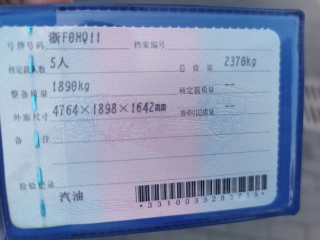 号牌号码 浙F0HQ11 档案编号
核定载人数 5人 总质量 2370kg
整备质量 1890kg 核定载质量 --
外廓尺寸 4764×1898×1642mm 准牵引总质量 --
备注
检验记录
汽油
*3310033283715*